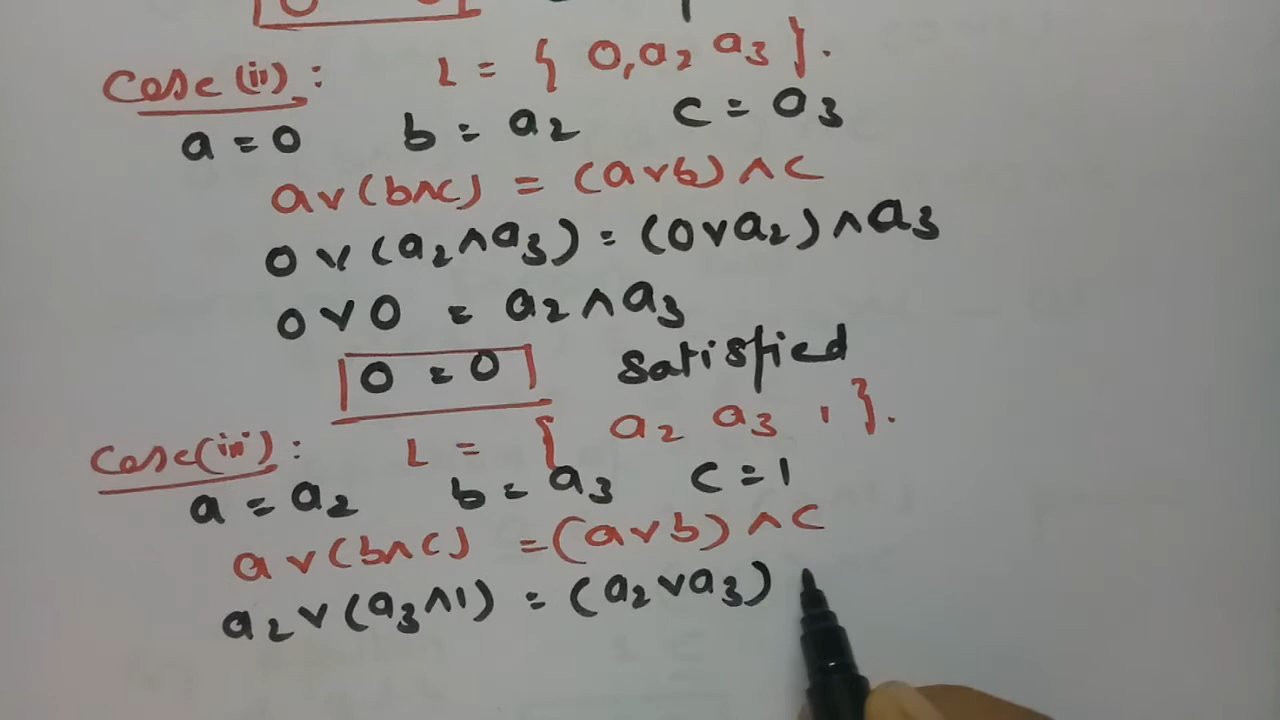 Case(ii): L = { 0, a2 a3 }.
a = 0 b = a2 c = a3
a∨(b∧c) = (a∨b)∧c
0∨(a2∧a3) = (0∨a2)∧a3
0∨0 = a2∧a3
0 = 0 Satisfied
Case(iii): L = { a2 a3 1 }.
a = a2 b = a3 c = 1
a∨(b∧c) = (a∨b)∧c
a2∨(a3∧1) = (a2∨a3)